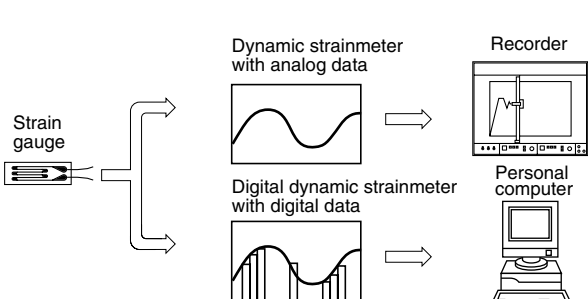 Dynamic strainmeter
with analog data
Recorder
Strain
gauge
Digital dynamic strainmeter
with digital data
Personal
computer